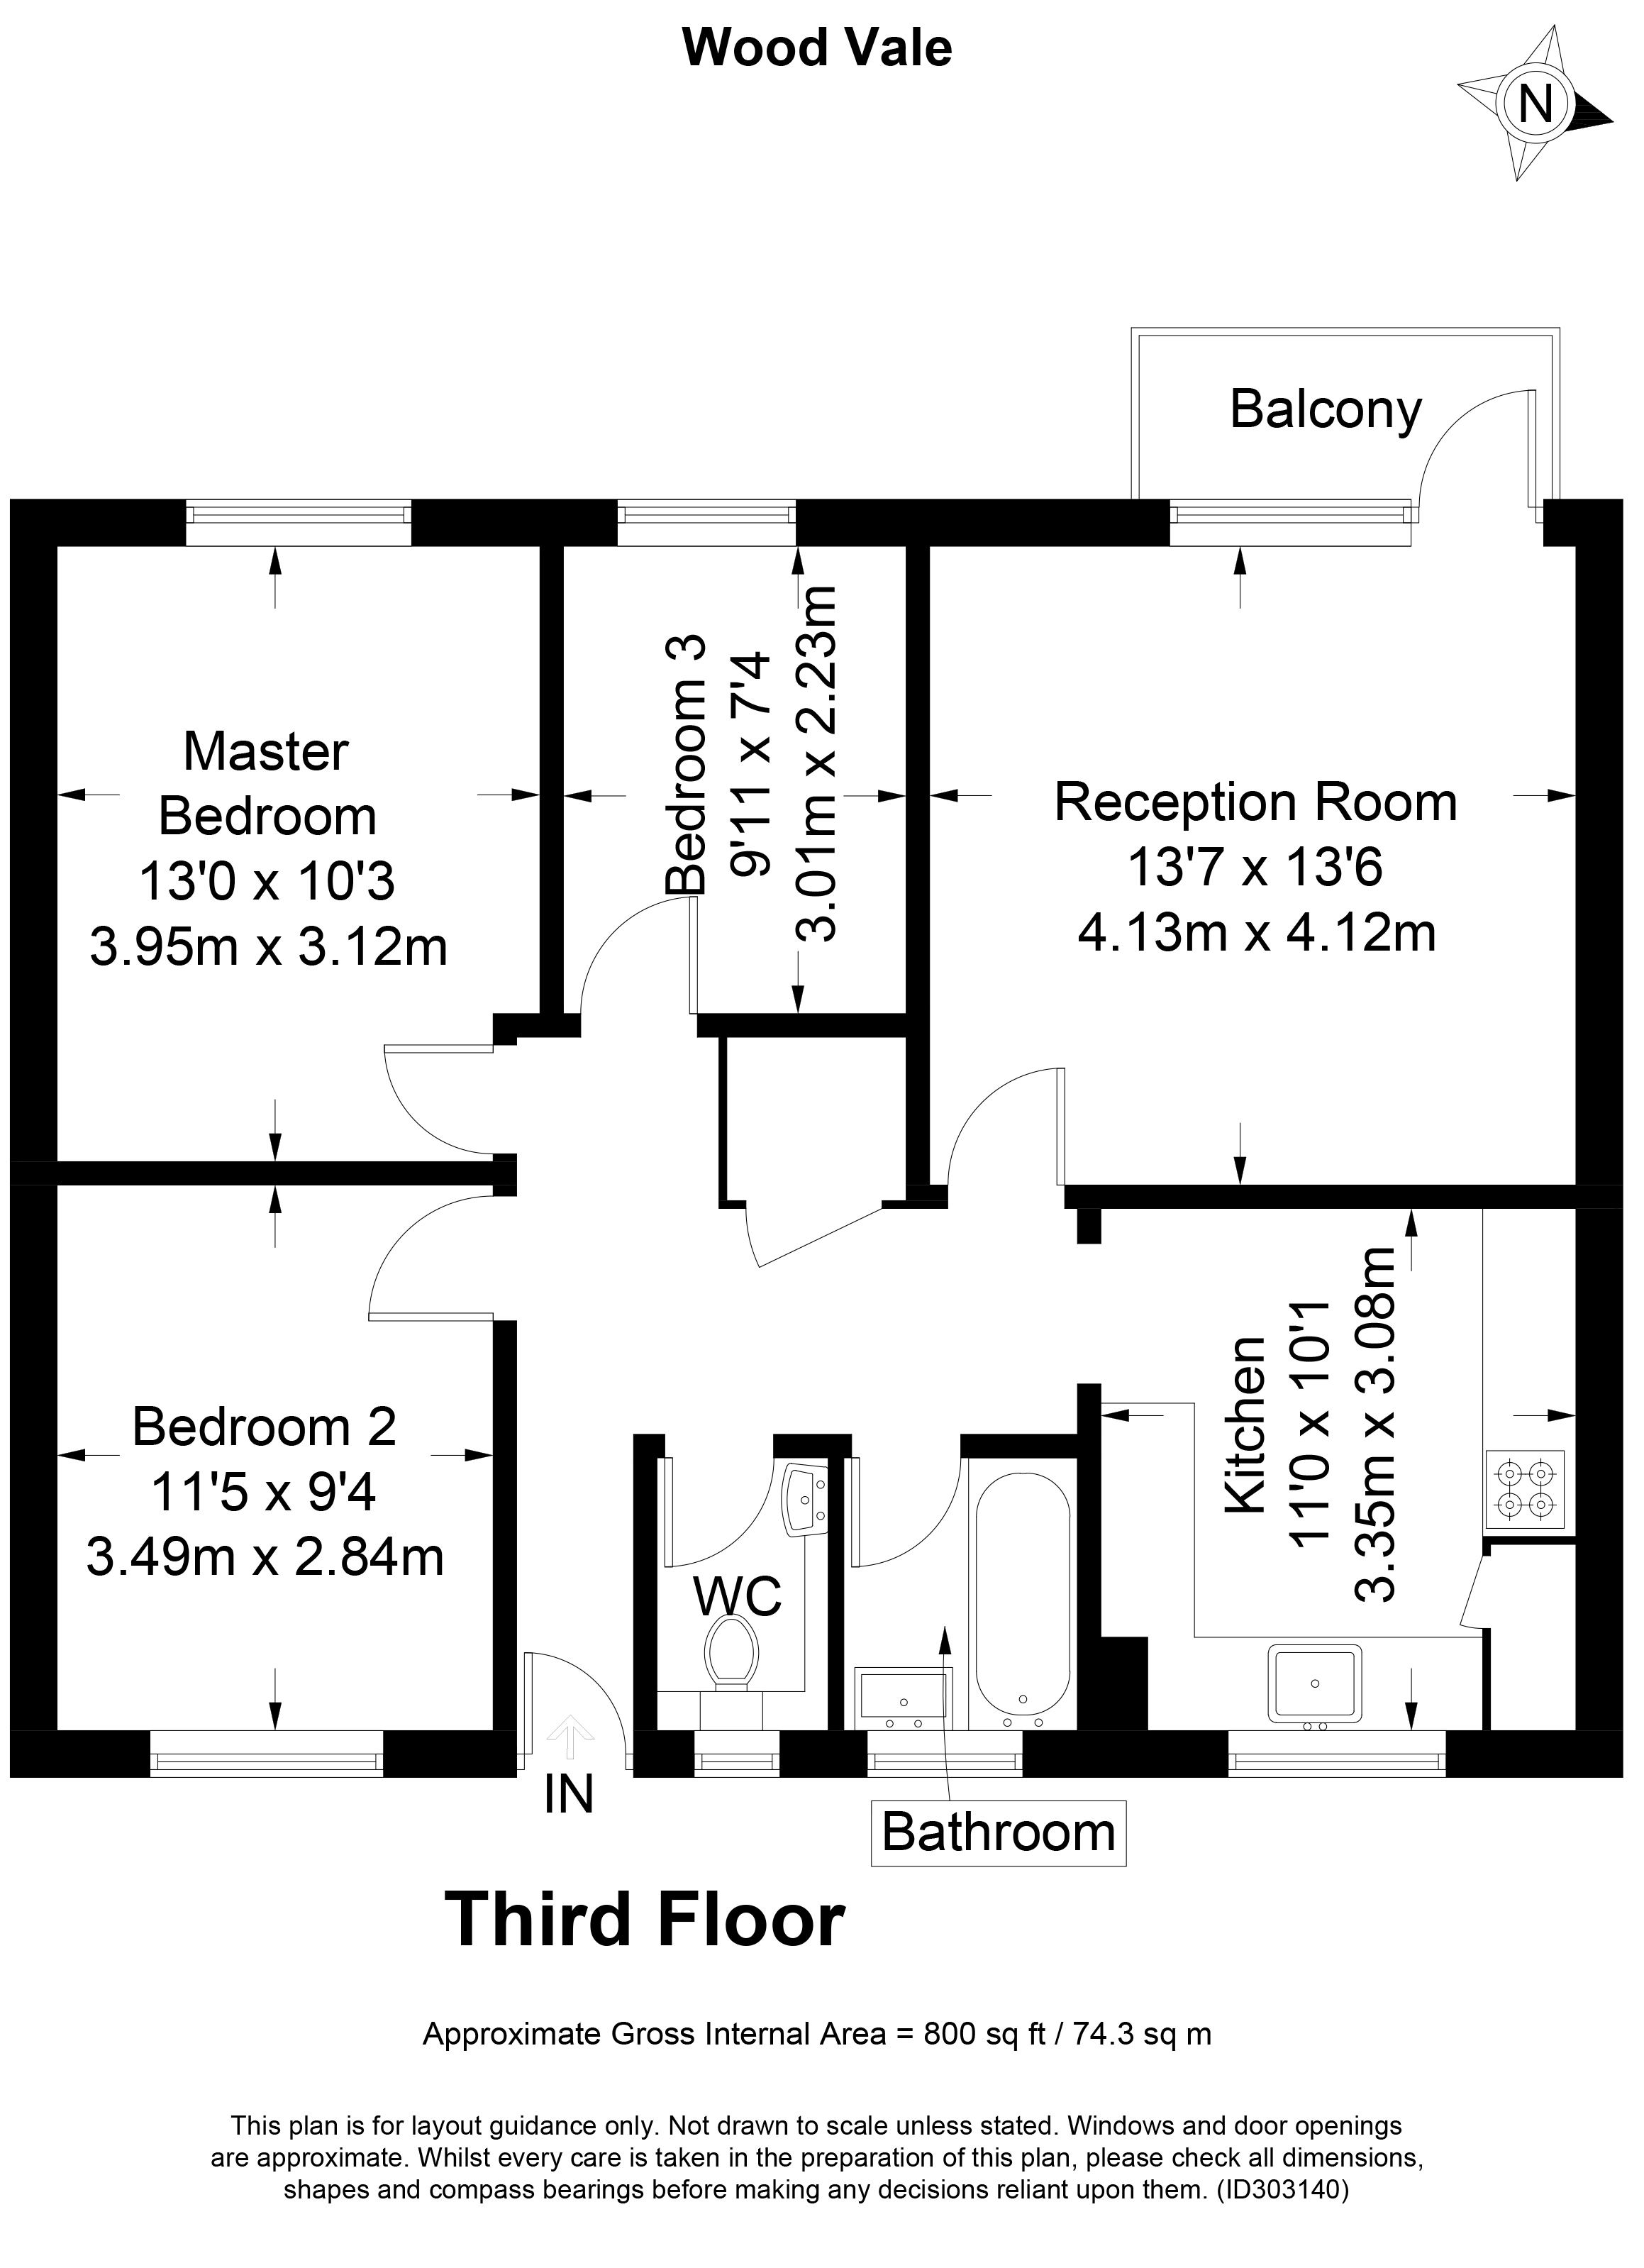 Wood Vale
N
Balcony
Master
Bedroom
13'0 x 10'3
3.95m x 3.12m
Bedroom 3
9'11 x 7'4
3.01m x 2.23m
Reception Room
13'7 x 13'6
4.13m x 4.12m
Bedroom 2
11'5 x 9'4
3.49m x 2.84m
WC
Kitchen
11'0 x 10'1
3.35m x 3.08m
IN
Bathroom
Third Floor
Approximate Gross Internal Area = 800 sq ft / 74.3 sq m
This plan is for layout guidance only. Not drawn to scale unless stated. Windows and door openings
are approximate. Whilst every care is taken in the preparation of this plan, please check all dimensions,
shapes and compass bearings before making any decisions reliant upon them. (ID303140)